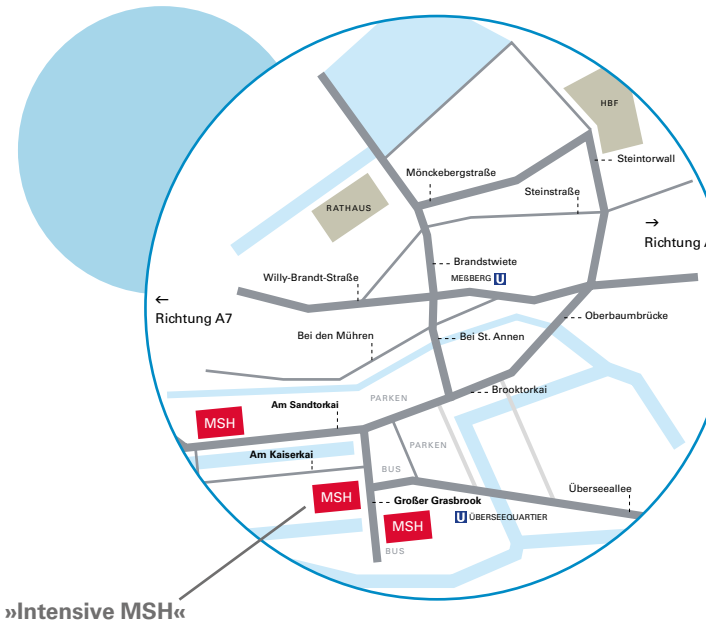 HBF
Steintorwall
Mönckebergstraße
Steinstraße
RATHAUS
→
Richtung A
Brandstwiete
MEßBERG U
Willy-Brandt-Straße
←
Richtung A7
Oberbaumbrücke
Bei den Mühren
Bei St. Annen
Brooktorkai
PARKEN
Am Sandtorkai
MSH
PARKEN
Am Kaiserkai
BUS
Überseeallee
MSH
Großer Grasbrook
U ÜBERSEEQUARTIER
MSH
BUS
»Intensive MSH«